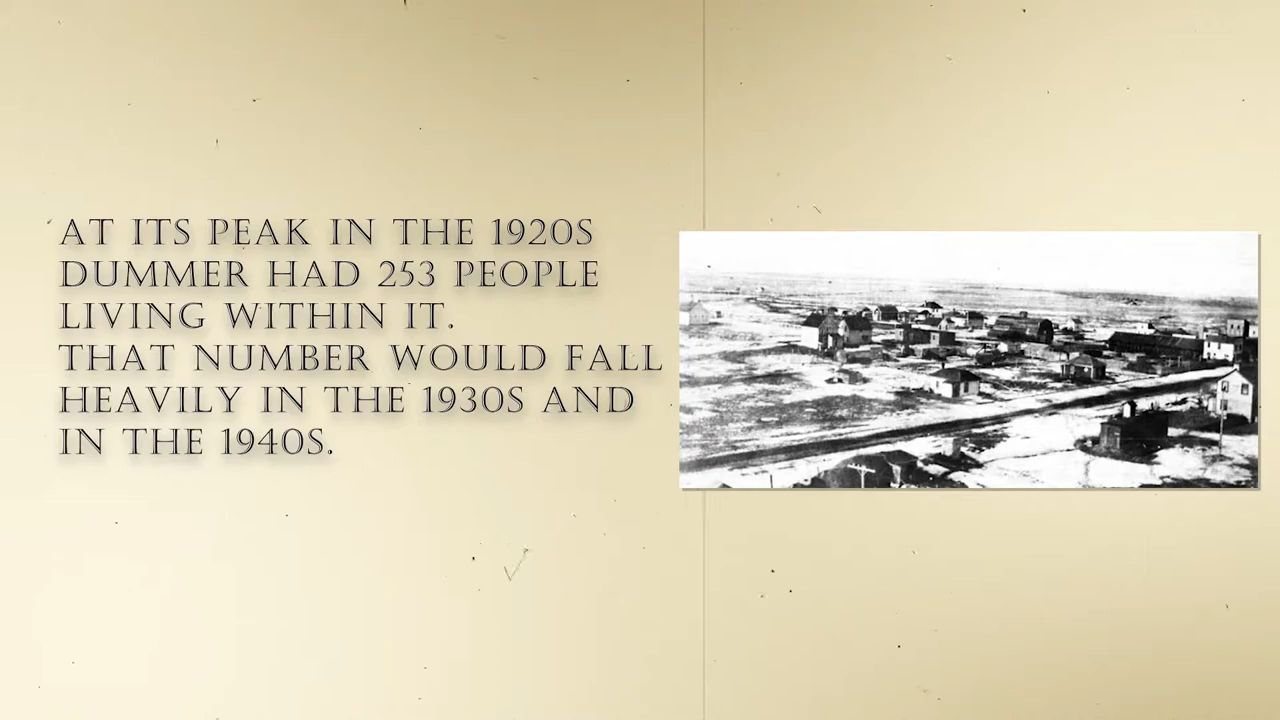 AT ITS PEAK IN THE 1920S
DUMMER HAD 253 PEOPLE
LIVING WITHIN IT.
THAT NUMBER WOULD FALL
HEAVILY IN THE 1930S AND
IN THE 1940S.